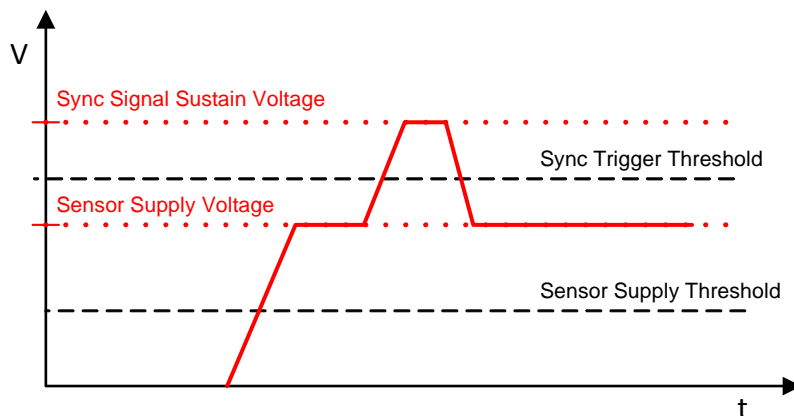 V
Sync Signal Sustain Voltage
Sync Trigger Threshold
Sensor Supply Voltage
Sensor Supply Threshold
t